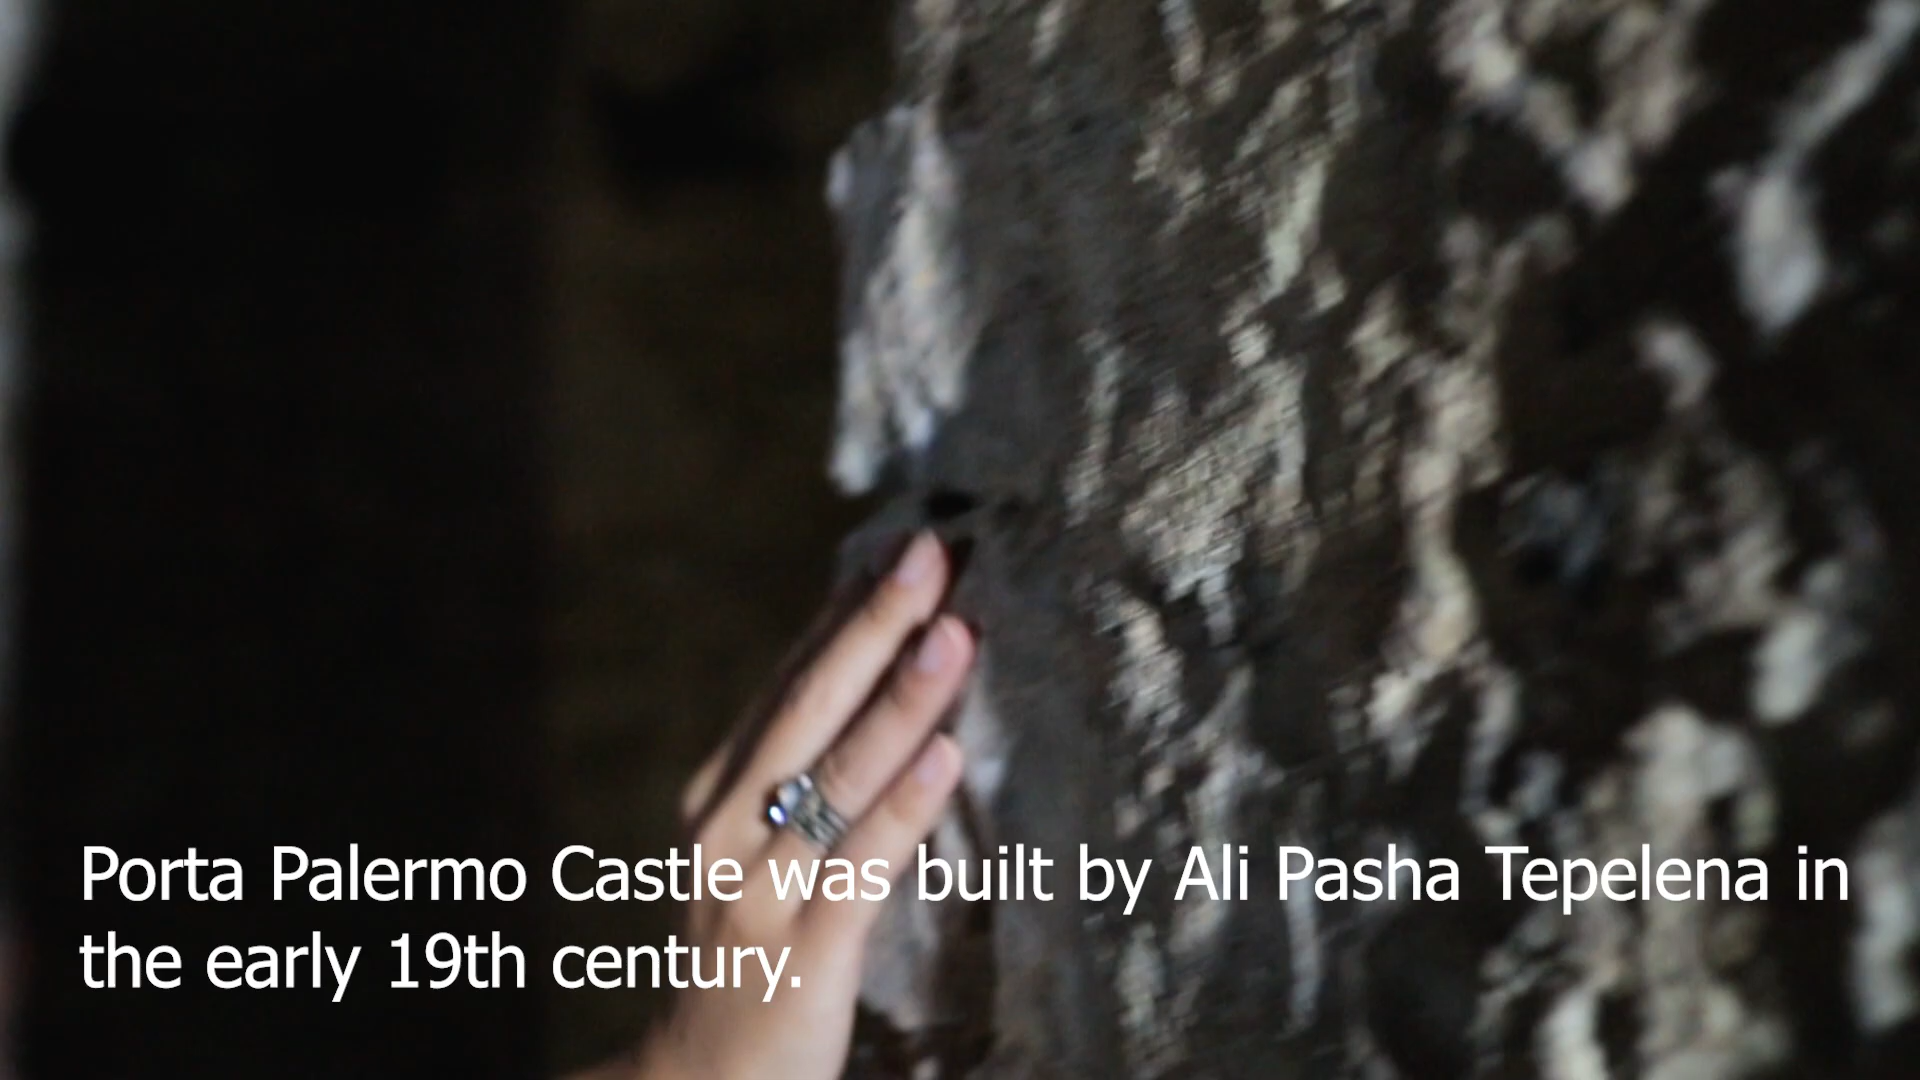 Porta Palermo Castle was built by Ali Pasha Tepelena in
the early 19th century.